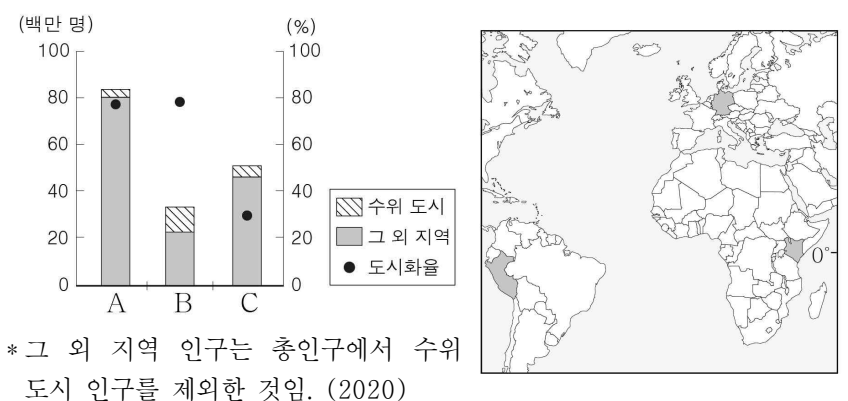 (백만 명)
(%)
100
80
60
40
20
0
100
80
60
40
20
0
A B C
수위 도시
그 외 지역
도시화율
0°
* 그 외 지역 인구는 총인구에서 수위
도시 인구를 제외한 것임. (2020)